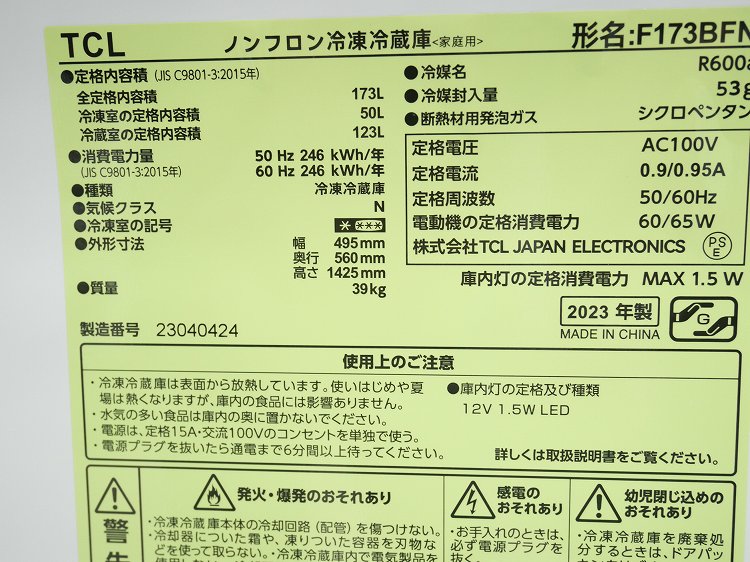 TCL ノンフロン冷凍冷蔵庫<家庭用> 形名:F173BFN
●定格内容積 (JIS C9801-3:2015年)
全定格内容積 173L
冷凍室の定格内容積 50L
冷蔵室の定格内容積 123L
●消費電力量 50 Hz 246 kWh/年
(JIS C9801-3:2015年) 60 Hz 246 kWh/年
●種類 冷凍冷蔵庫
●気候クラス N
●冷凍室の記号 * ***
●外形寸法 幅 495mm
奥行 560mm
高さ 1425mm
●質量 39kg
製造番号 23040424
●冷媒名 R600a
●冷媒封入量 53g
●断熱材用発泡ガス シクロペンタン
定格電圧 AC100V
定格電流 0.9/0.95A
定格周波数 50/60Hz
電動機の定格消費電力 60/65W
株式会社TCL JAPAN ELECTRONICS PSE
庫内灯の定格消費電力 MAX 1.5 W
2023 年製
MADE IN CHINA
G
使用上のご注意
・冷凍冷蔵庫は表面から放熱しています。使いはじめや夏
場は熱くなりますが、庫内の食品には影響ありません。
・水気の多い食品は庫内の奥に置かないでください。
・電源は、定格15A・交流100Vのコンセントを単独で使う。
・電源プラグを抜いたら通電まで6分間以上待ってください。
●庫内灯の定格及び種類
12V 1.5W LED
詳しくは取扱説明書をご覧ください。
警
告
発火・爆発のおそれあり
・冷凍冷蔵庫本体の冷却回路(配管)を傷つけない。
・冷却器についた霜や、凍りついた容器を刃物な
どを使って取らない。・冷凍冷蔵庫内で電気製品を
感電の
おそれあり
・お手入れのときは、
必ず電源プラグを
抜く。
幼児閉じ込めの
おそれあり
・冷凍冷蔵庫を廃棄処
分するときは、ドアパッ